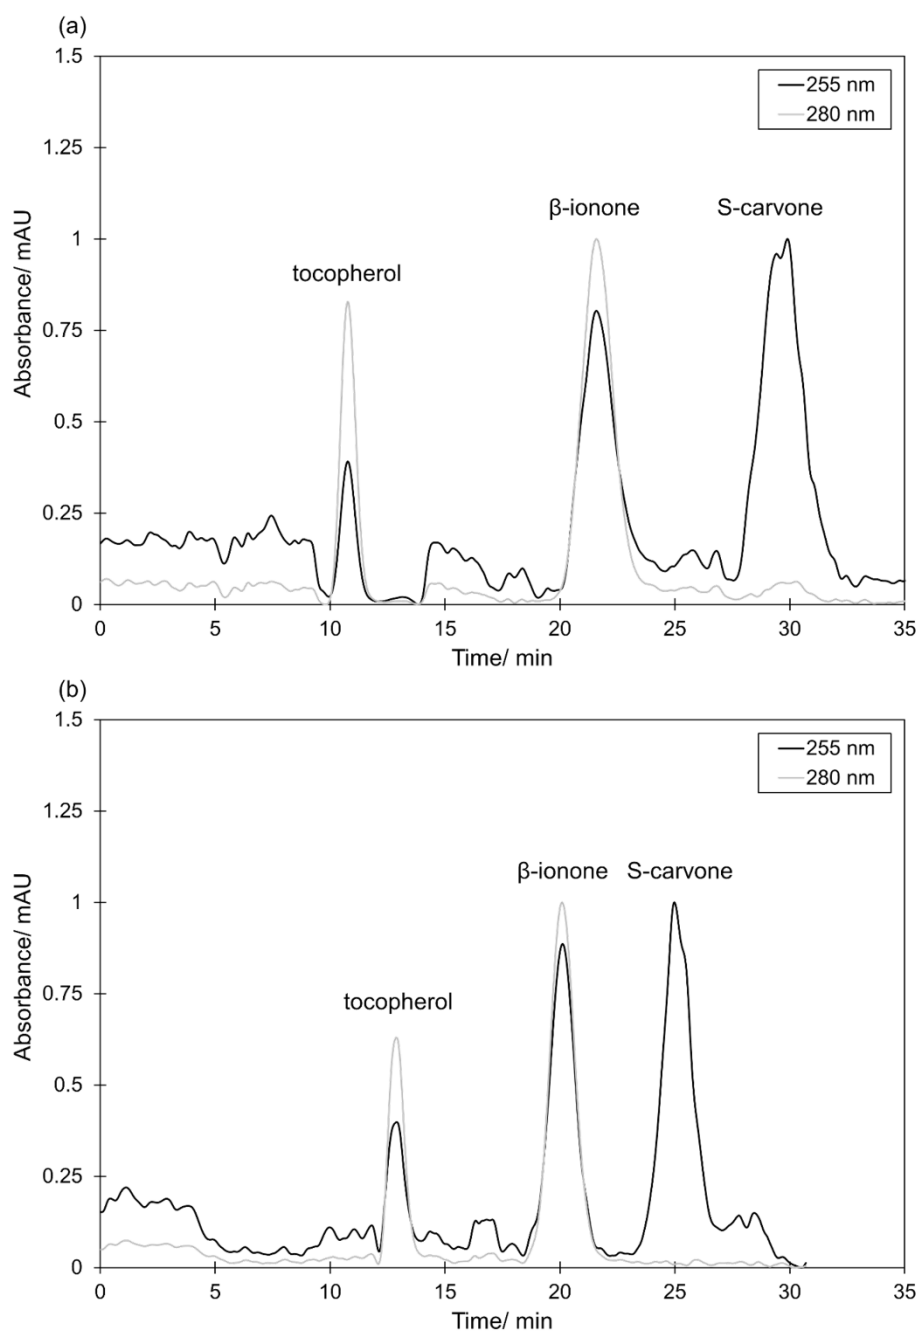 (a)
1.5
255 nm
280 nm
1.25
β-ionone
S-carvone
1
tocopherol
Absorbance/ mAU
0.75
0.5
0.25
0
0 5 10 15 20 25 30 35
Time/ min
(b)
1.5
255 nm
280 nm
1.25
1
β-ionone S-carvone
Absorbance/ mAU
0.75
tocopherol
0.5
0.25
0
0 5 10 15 20 25 30 35
Time/ min